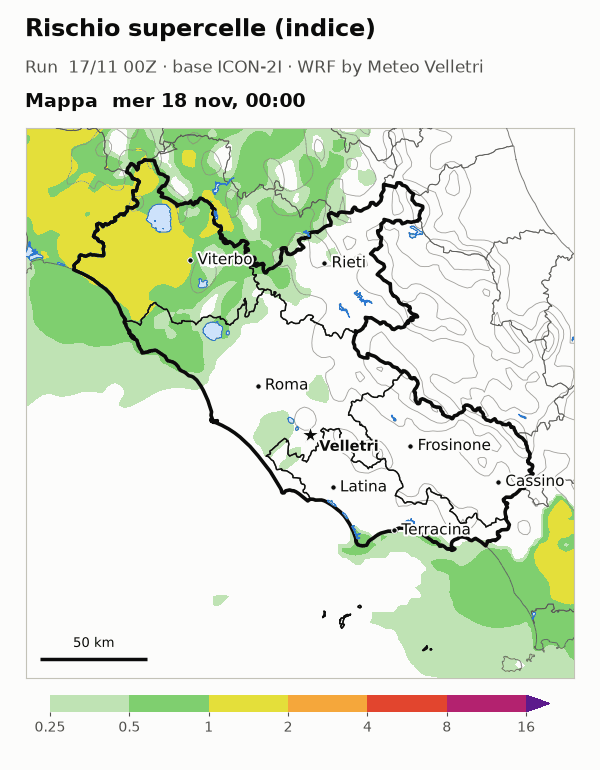 Rischio supercelle (indice)
Run  17/11 00Z · base ICON-2I · WRF by Meteo Velletri
Mappa  mer 18 nov, 00:00
Viterbo
Rieti
Roma
Velletri
Frosinone
Latina
Cassino
Terracina
50 km
0.25 0.5 1 2 4 8 16